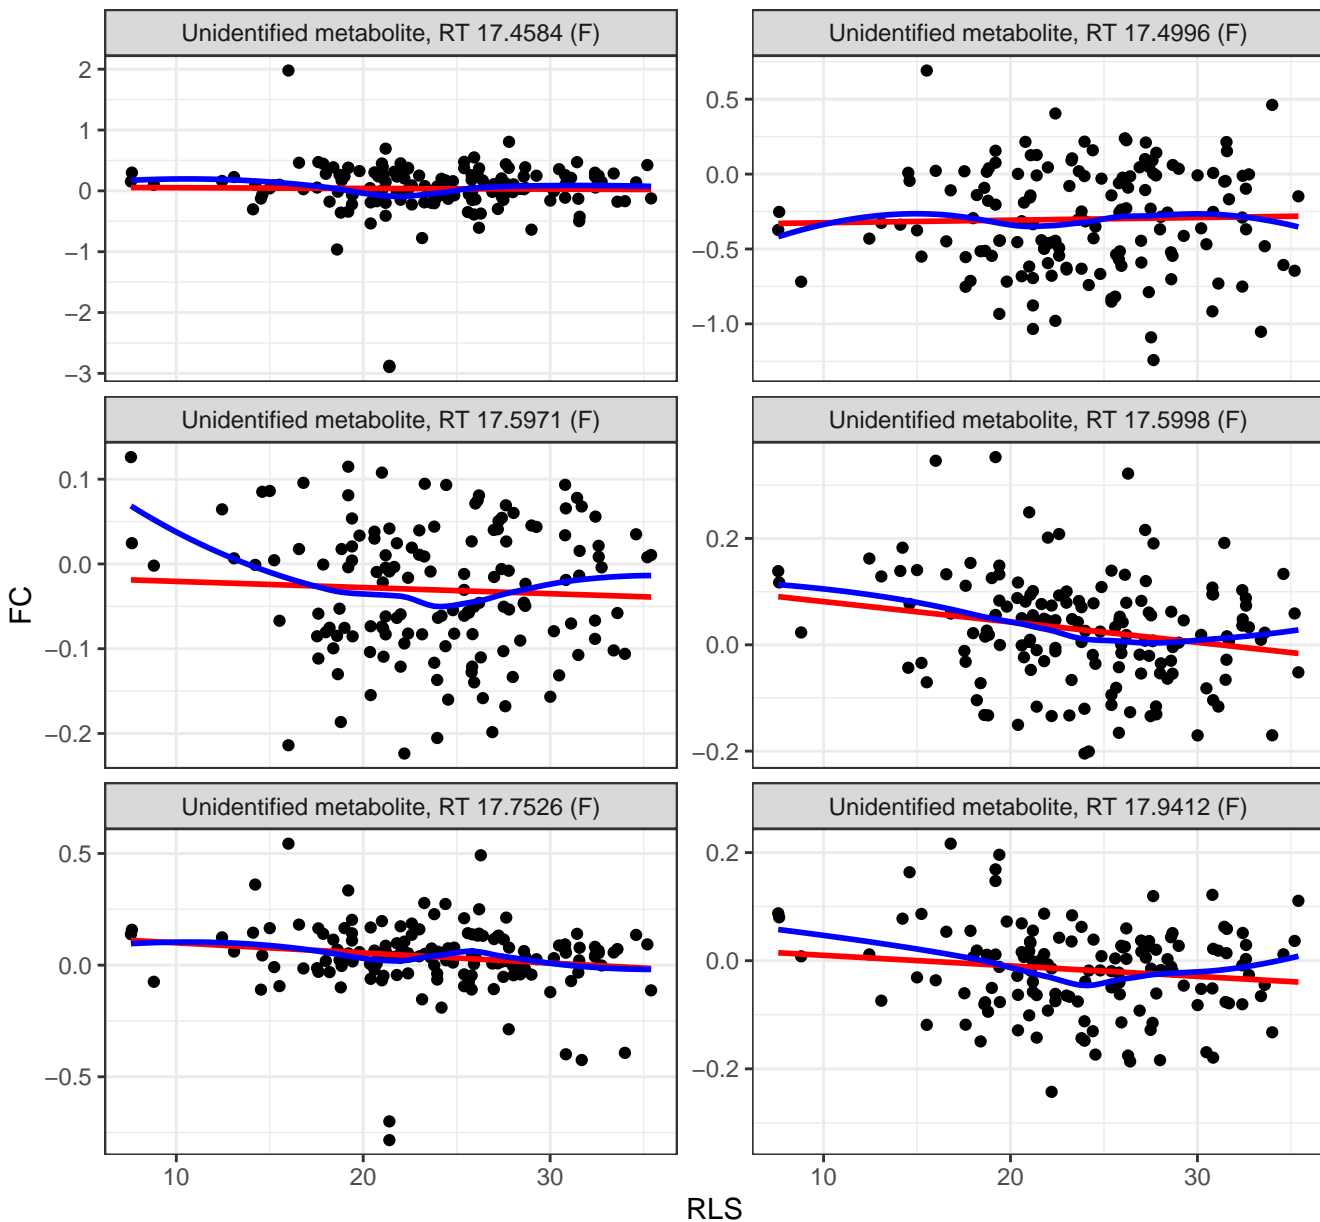 Unidentified metabolite, RT 17.4584 (F)
Unidentified metabolite, RT 17.4996 (F)
2
1
0
−1
−2
−3
0.5
0.0
−0.5
−1.0
Unidentified metabolite, RT 17.5971 (F)
Unidentified metabolite, RT 17.5998 (F)
0.1
0.0
−0.1
−0.2
0.2
0.0
−0.2
FC
Unidentified metabolite, RT 17.7526 (F)
Unidentified metabolite, RT 17.9412 (F)
0.5
0.0
−0.5
0.2
0.0
−0.2
10 20 30
10 20 30
RLS